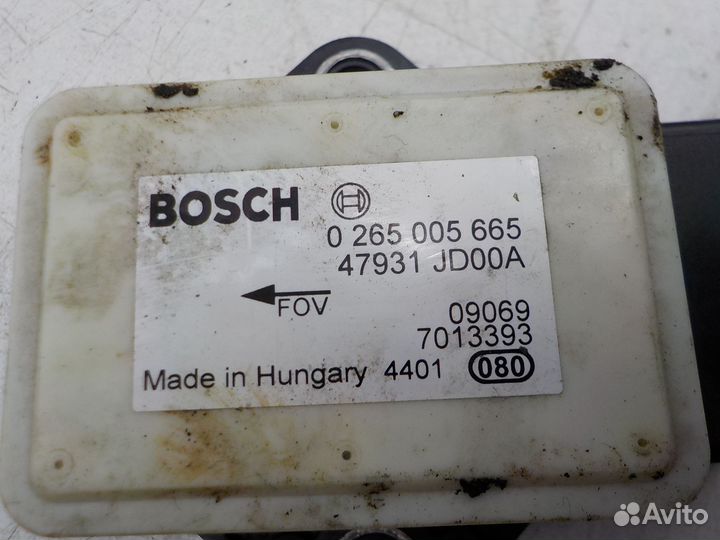 BOSCH
0 265 005 665
47931 JD00A
FOV
09069
7013393
Made in Hungary 4401 080
Avito